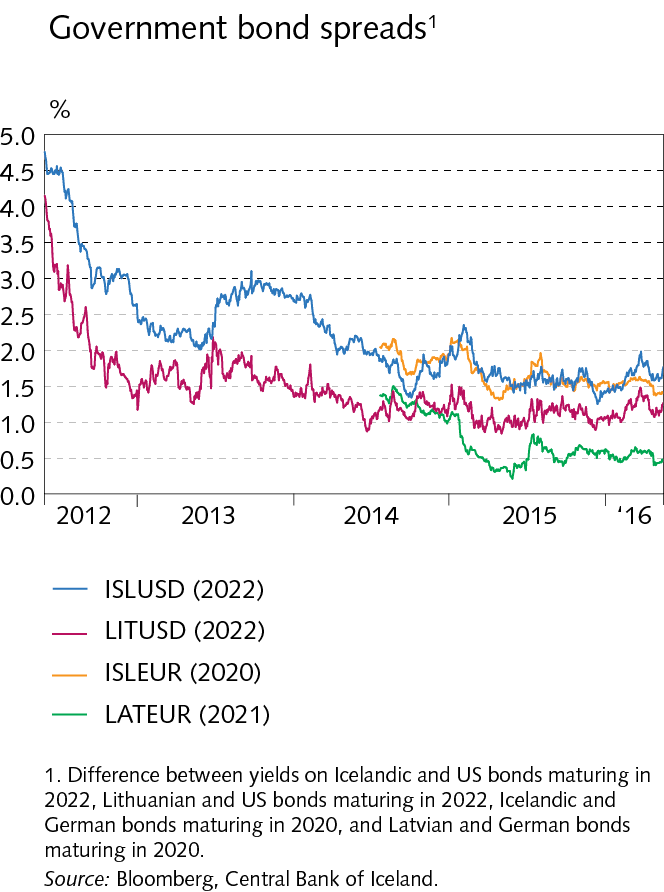 Government bond spreads¹
%
5.0
4.5
4.0
3.5
3.0
2.5
2.0
1.5
1.0
0.5
0.0
2012 2013 2014 2015 ‘16
ISLUSD (2022)
LITUSD (2022)
ISLEUR (2020)
LATEUR (2021)
1. Difference between yields on Icelandic and US bonds maturing in
2022, Lithuanian and US bonds maturing in 2022, Icelandic and
German bonds maturing in 2020, and Latvian and German bonds
maturing in 2020.
Source: Bloomberg, Central Bank of Iceland.